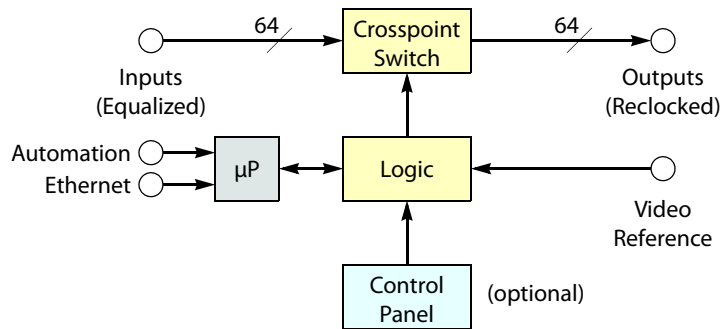 64
Crosspoint
Switch
64
Inputs
(Equalized)
Outputs
(Reclocked)
Automation
Ethernet
µP
Logic
Video
Reference
Control
Panel
(optional)